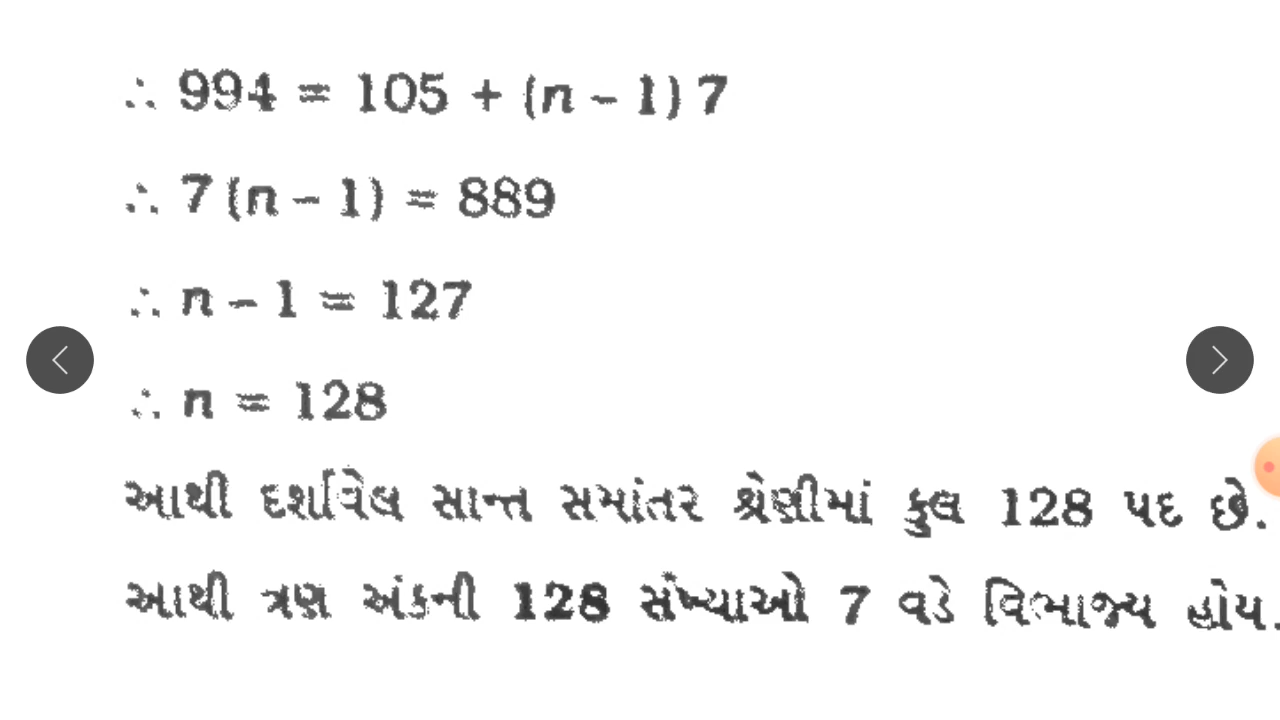 ∴ 994 = 105 + (n – 1) 7
∴ 7 (n – 1) = 889
∴ n – 1 = 127
∴ n = 128
આથી દર્શાવેલ સાન્ત સમાંતર શ્રેણીમાં કુલ 128 પદ છે.
આથી ત્રણ અંકની 128 સંખ્યાઓ 7 વડે વિભાજ્ય હોય.